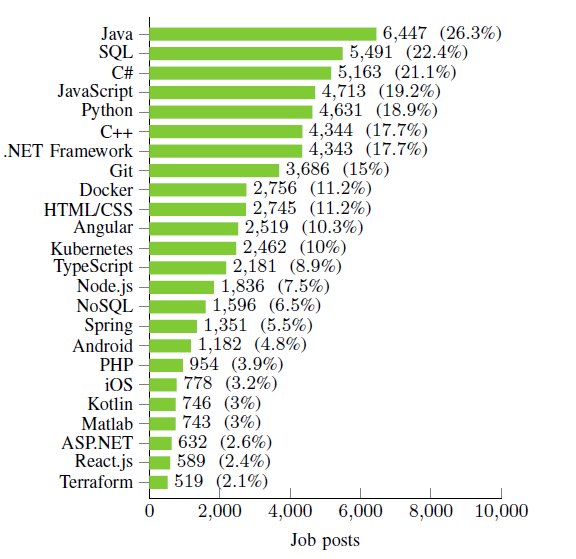 Java 6,447 (26.3%)
SQL 5,491 (22.4%)
C# 5,163 (21.1%)
JavaScript 4,713 (19.2%)
Python 4,631 (18.9%)
C++ 4,344 (17.7%)
.NET Framework 4,343 (17.7%)
Git 3,686 (15%)
Docker 2,756 (11.2%)
HTML/CSS 2,745 (11.2%)
Angular 2,519 (10.3%)
Kubernetes 2,462 (10%)
TypeScript 2,181 (8.9%)
Node.js 1,836 (7.5%)
NoSQL 1,596 (6.5%)
Spring 1,351 (5.5%)
Android 1,182 (4.8%)
PHP 954 (3.9%)
iOS 778 (3.2%)
Kotlin 746 (3%)
Matlab 743 (3%)
ASP.NET 632 (2.6%)
React.js 589 (2.4%)
Terraform 519 (2.1%)
0 2,000 4,000 6,000 8,000 10,000
Job posts